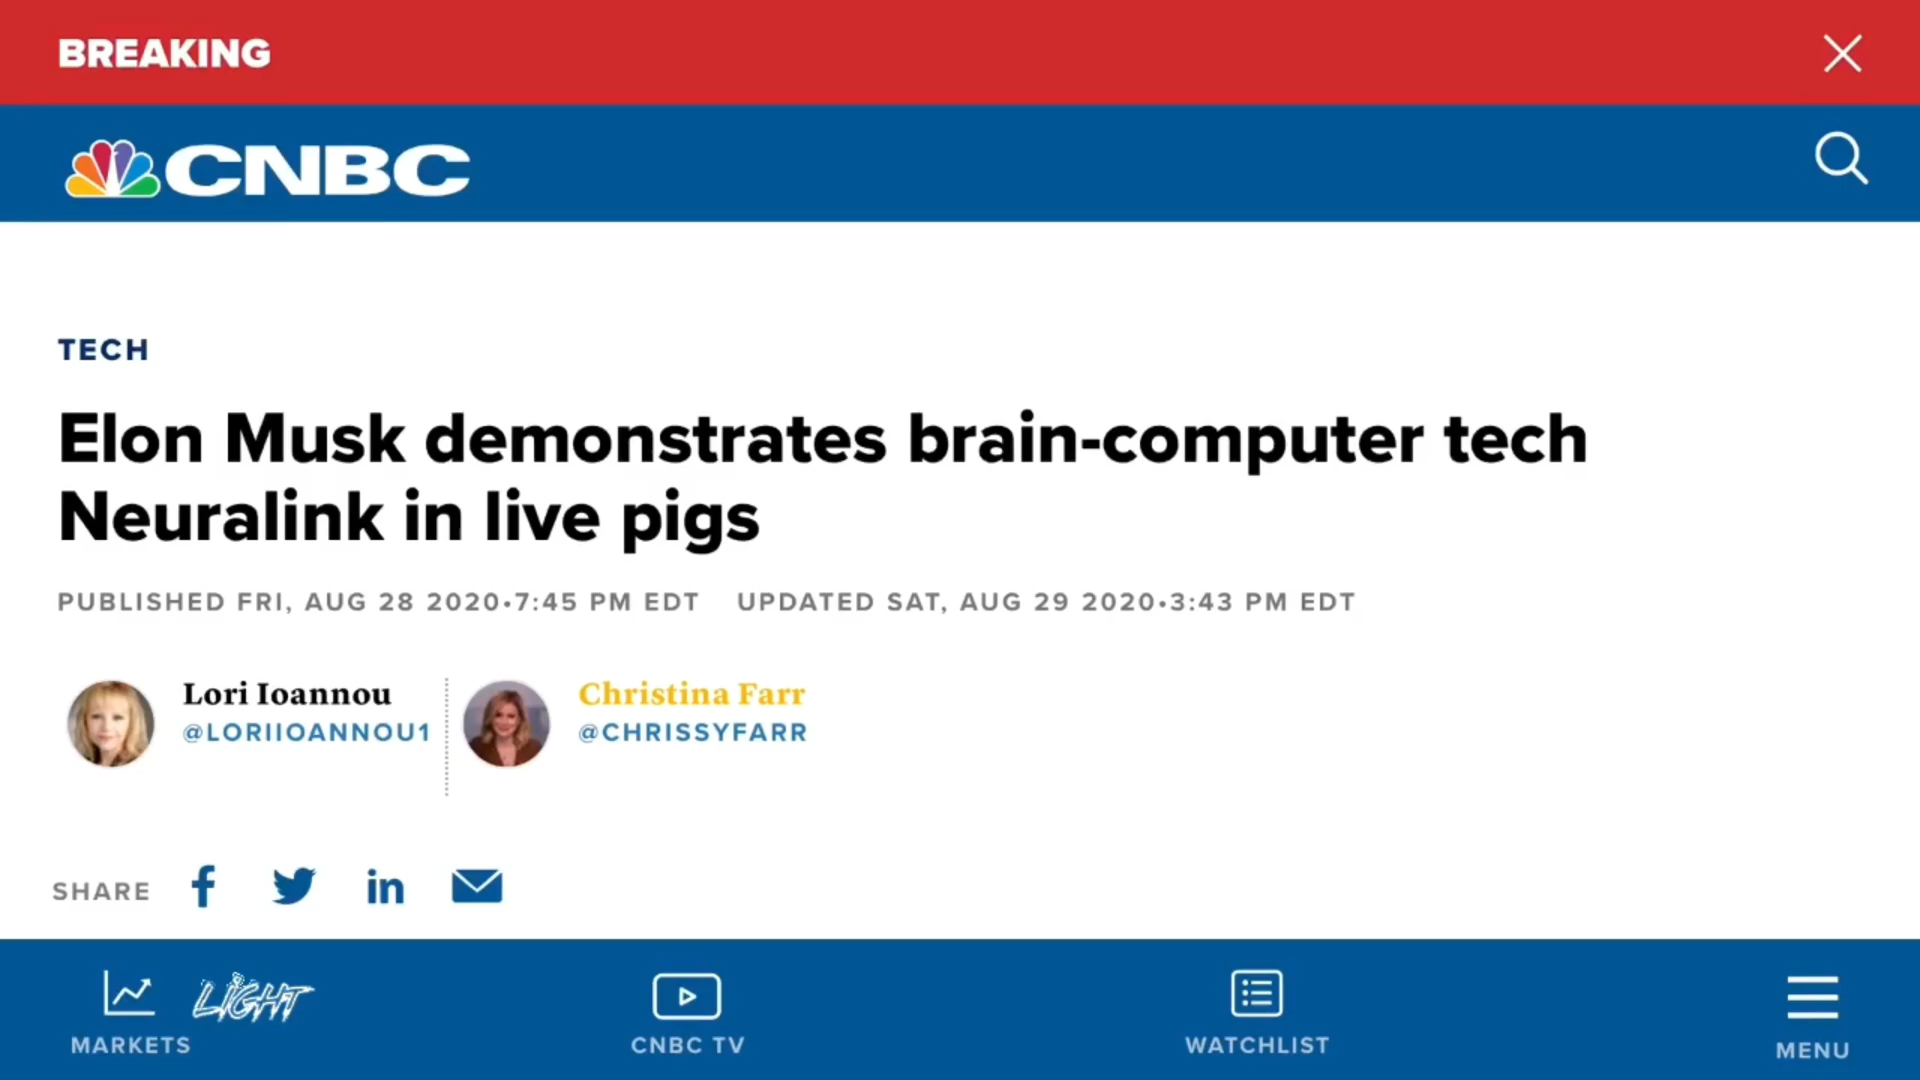 BREAKING
CNBC
TECH
Elon Musk demonstrates brain-computer tech
Neuralink in live pigs
PUBLISHED FRI, AUG 28 2020•7:45 PM EDT UPDATED SAT, AUG 29 2020•3:43 PM EDT
Lori Ioannou Christina Farr
@LORIIOANNOU1 @CHRISSYFARR
SHARE
LIGHT
MARKETS CNBC TV WATCHLIST MENU